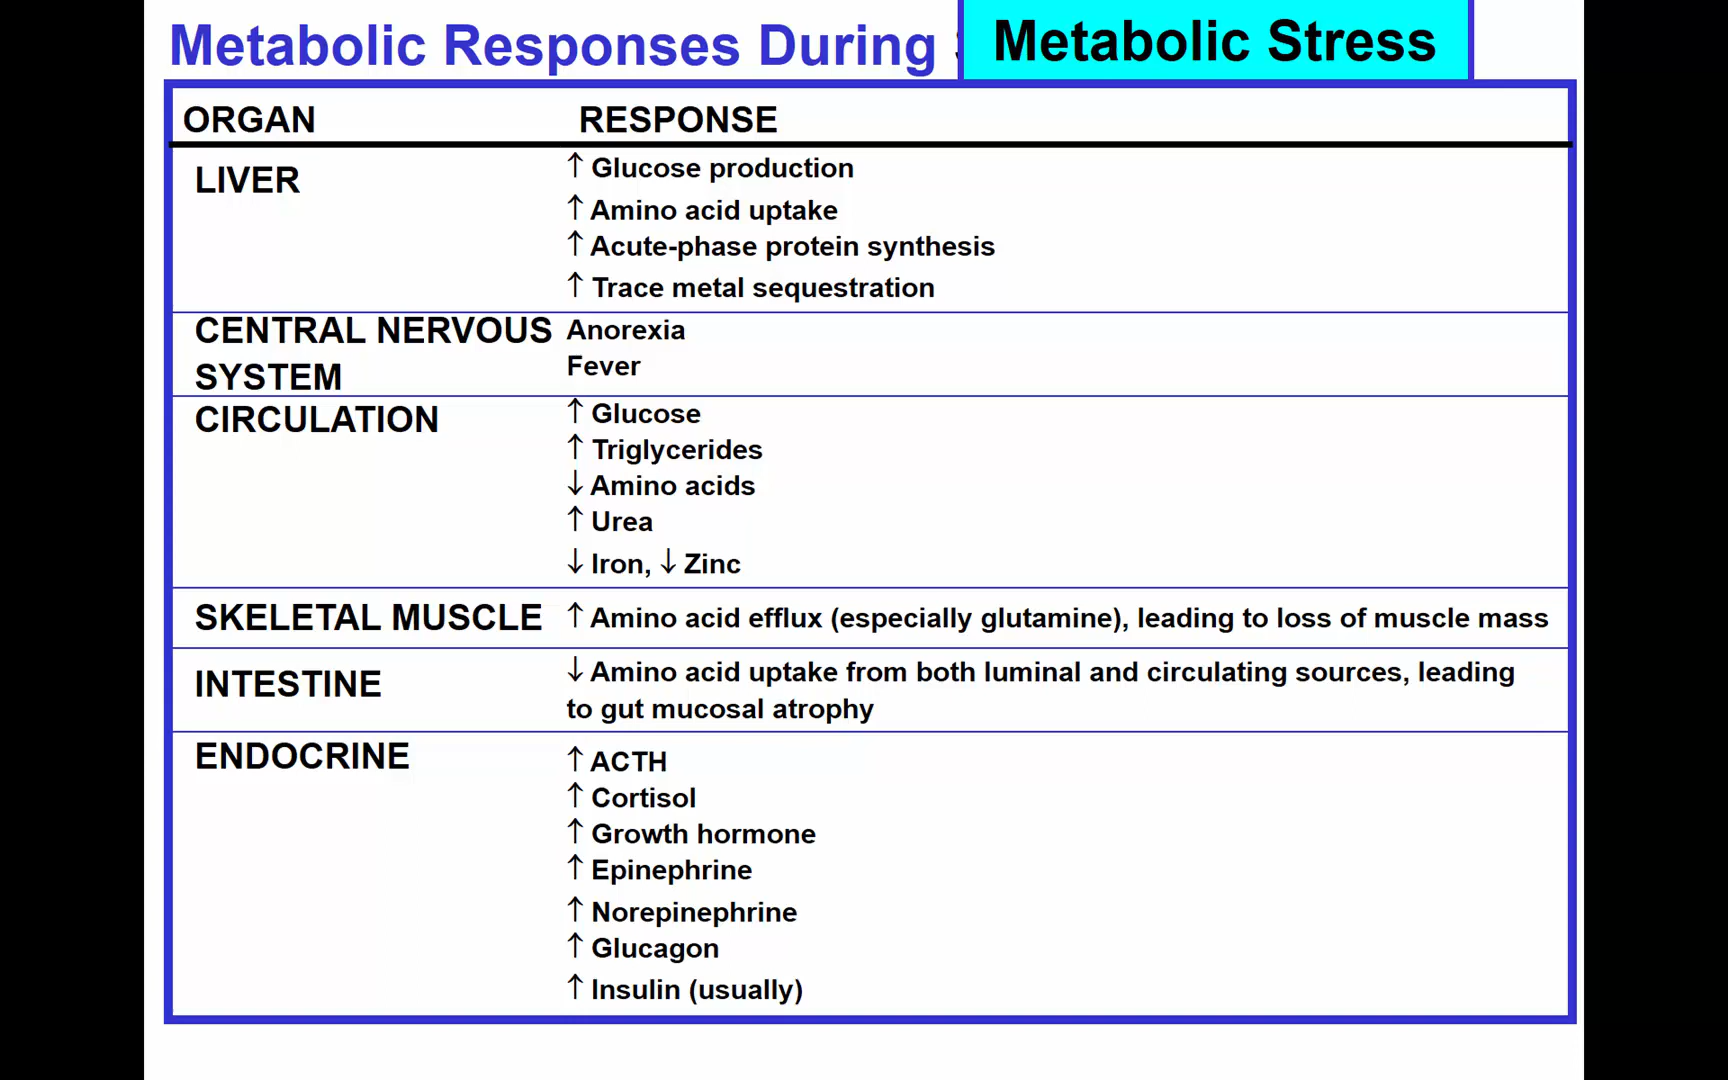 Metabolic Responses During Metabolic Stress
ORGAN RESPONSE
LIVER ↑ Glucose production
↑ Amino acid uptake
↑ Acute-phase protein synthesis
↑ Trace metal sequestration
CENTRAL NERVOUS Anorexia
SYSTEM Fever
CIRCULATION ↑ Glucose
↑ Triglycerides
↓ Amino acids
↑ Urea
↓ Iron, ↓ Zinc
SKELETAL MUSCLE ↑ Amino acid efflux (especially glutamine), leading to loss of muscle mass
INTESTINE ↓ Amino acid uptake from both luminal and circulating sources, leading
to gut mucosal atrophy
ENDOCRINE ↑ ACTH
↑ Cortisol
↑ Growth hormone
↑ Epinephrine
↑ Norepinephrine
↑ Glucagon
↑ Insulin (usually)